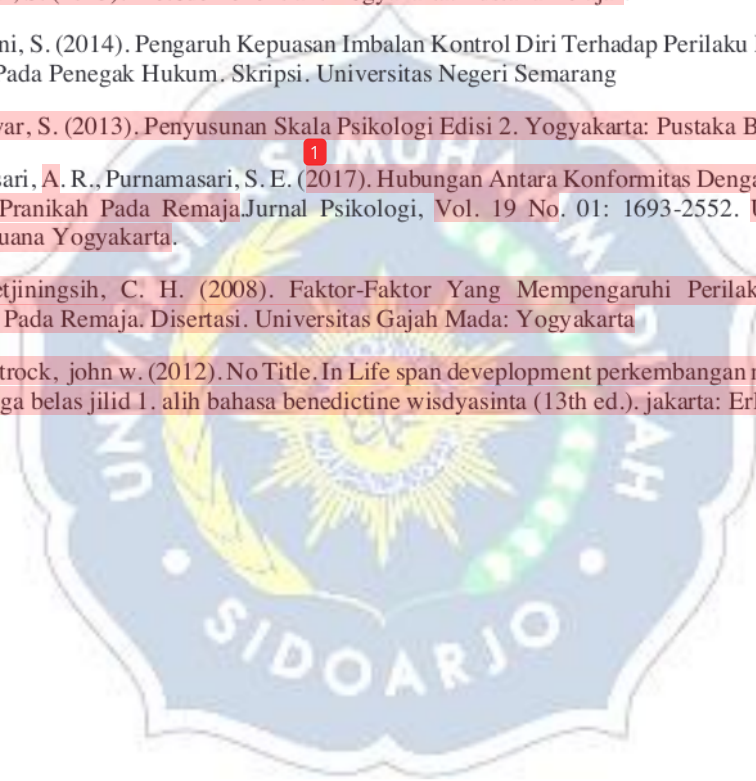 ni, S. (2014). Pengaruh Kepuasan Imbalan Kontrol Diri Terhadap Perilaku
Pada Penegak Hukum. Skripsi. Universitas Negeri Semarang
var, S. (2013). Penyusunan Skala Psikologi Edisi 2. Yogyakarta: Pustaka B
1
sari, A. R., Purnamasari, S. E. (2017). Hubungan Antara Konformitas Denga
Pranikah Pada Remaja.Jurnal Psikologi, Vol. 19 No. 01: 1693-2552.
uana Yogyakarta.
etjiningsih, C. H. (2008). Faktor-Faktor Yang Mempengaruhi Perilak
Pada Remaja. Disertasi. Universitas Gajah Mada: Yogyakarta
trock, john w. (2012). No Title. In Life span deveplopment perkembangan
ga belas jilid 1. alih bahasa benedictine wisdyasinta (13th ed.). jakarta: Er
UNIVERSITAS MUHAMMADIYAH
SIDOARJO